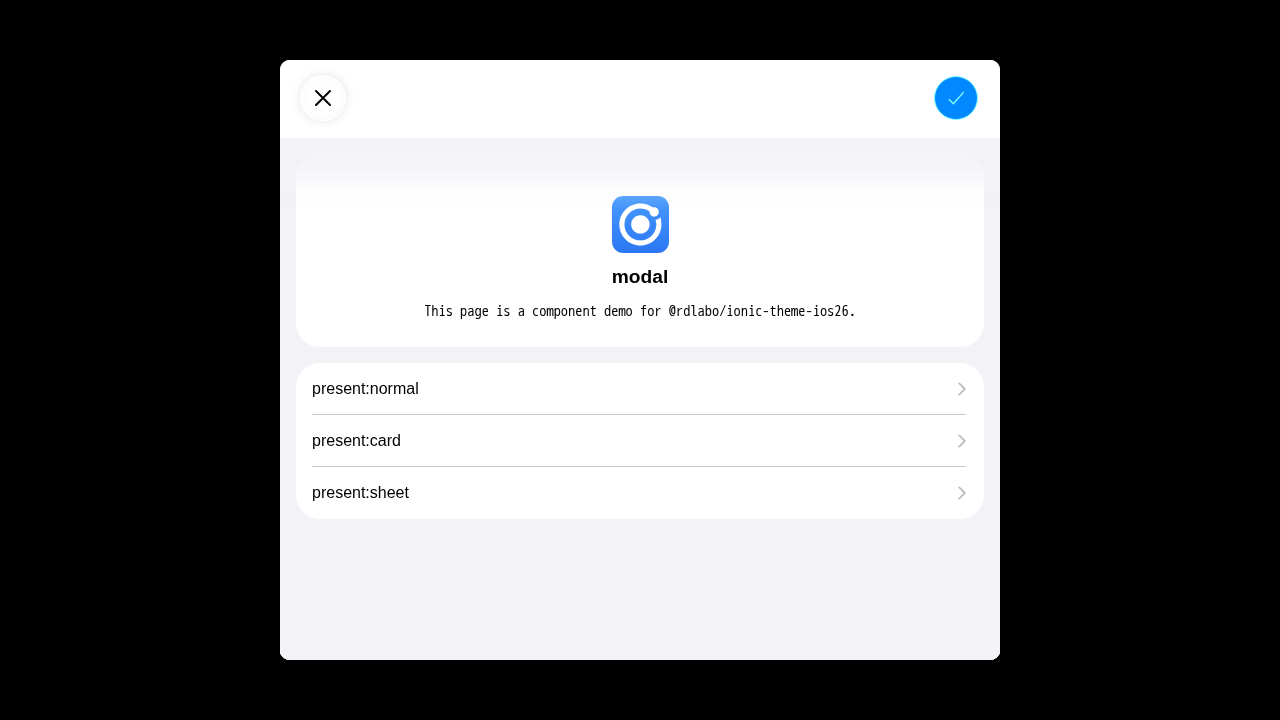 modal
This page is a component demo for @rdlabo/ionic-theme-ios26.
present:normal
present:card
present:sheet